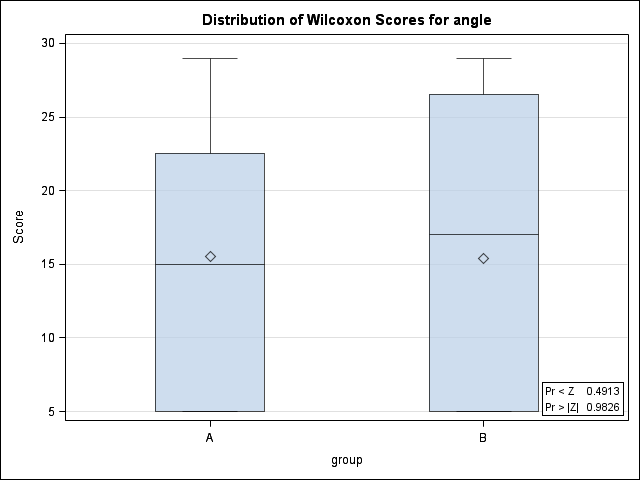 Distribution of Wilcoxon Scores for angle
30
25
20
15
10
5
Score
A B
group
Pr < Z 0.4913
Pr > |Z| 0.9826